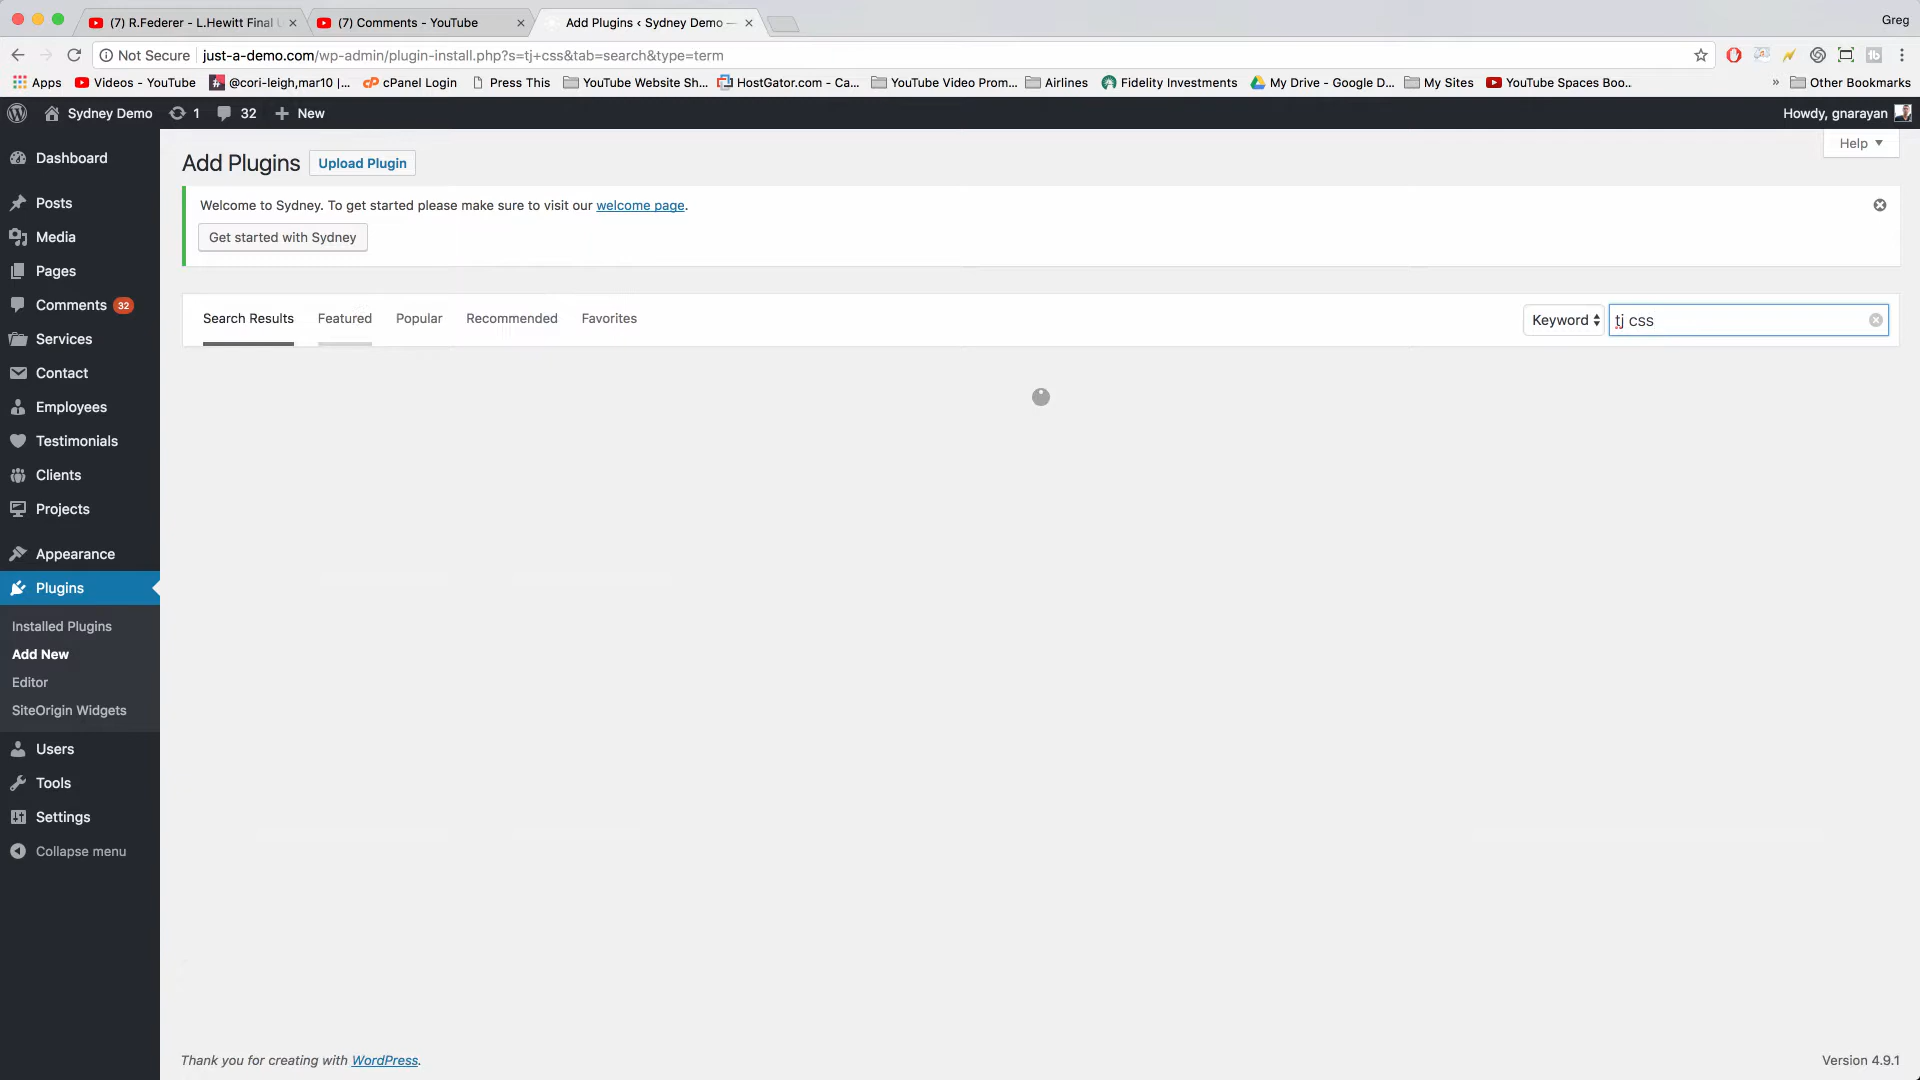 (7) R.Federer - L.Hewitt Final
(7) Comments - YouTube
Add Plugins ‹ Sydney Demo —
Greg
Not Secure
just-a-demo.com/wp-admin/plugin-install.php?s=tj+css&tab=search&type=term
Apps
Videos - YouTube
@cori-leigh,mar10 |...
cPanel Login
Press This
YouTube Website Sh...
HostGator.com - Ca...
YouTube Video Prom...
Airlines
Fidelity Investments
My Drive - Google D...
My Sites
YouTube Spaces Boo...
»
Other Bookmarks
Sydney Demo
1
32
New
Howdy, gnarayan
Help
Dashboard
Posts
Media
Pages
Comments 32
Services
Contact
Employees
Testimonials
Clients
Projects
Appearance
Plugins
Installed Plugins
Add New
Editor
SiteOrigin Widgets
Users
Tools
Settings
Collapse menu
Add Plugins
Upload Plugin
Welcome to Sydney. To get started please make sure to visit our welcome page.
Get started with Sydney
Search Results
Featured
Popular
Recommended
Favorites
Keyword
tj css
Thank you for creating with WordPress.
Version 4.9.1